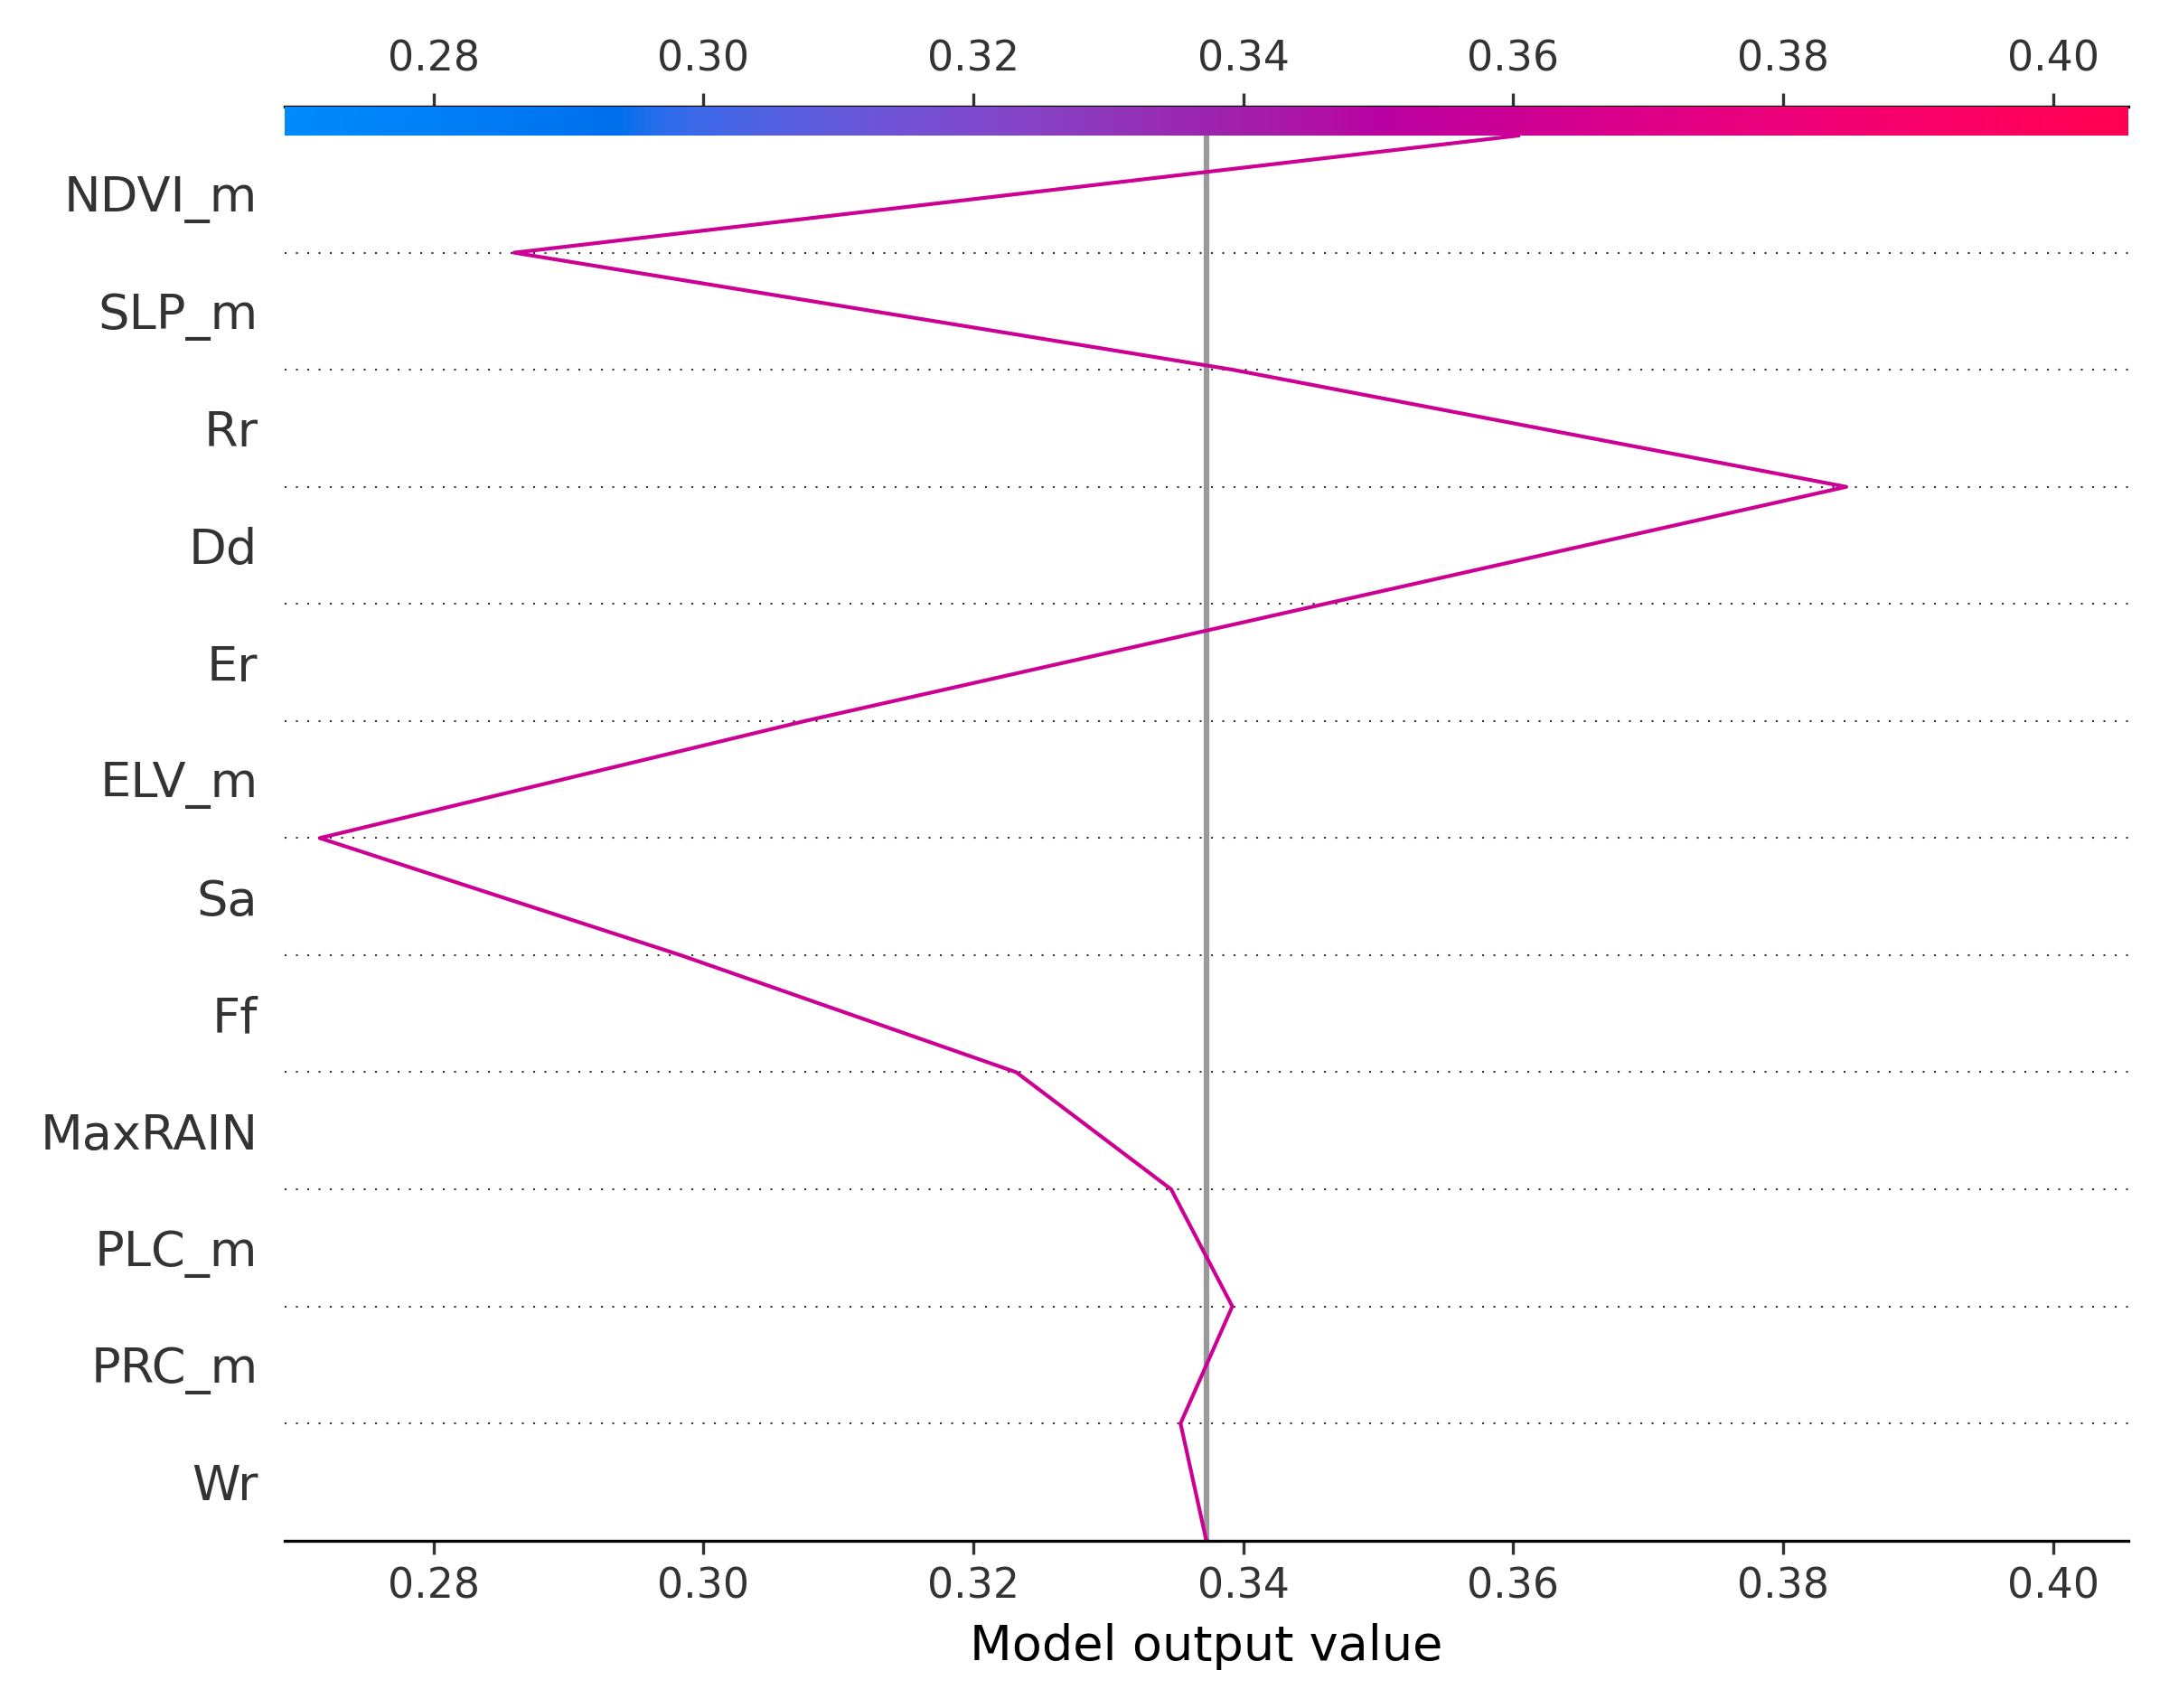 0.28 0.30 0.32 0.34 0.36 0.38 0.40
NDVI_m
SLP_m
Rr
Dd
Er
ELV_m
Sa
Ff
MaxRAIN
PLC_m
PRC_m
Wr
0.28 0.30 0.32 0.34 0.36 0.38 0.40
Model output value